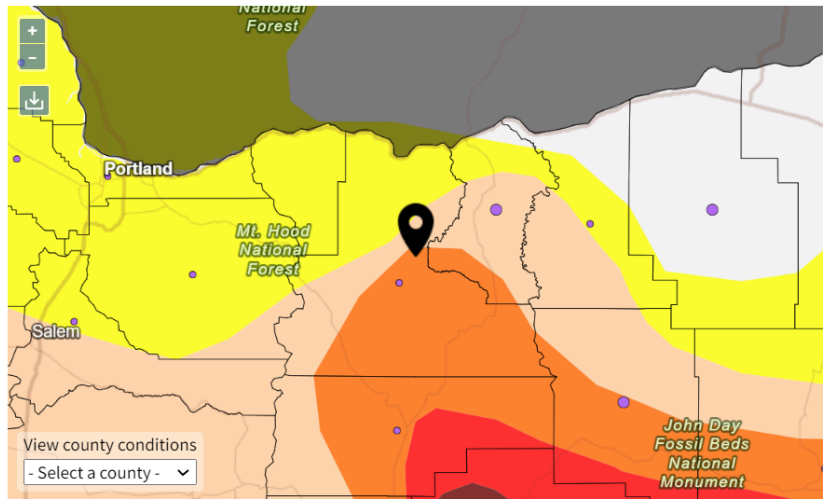 National
Forest
+
−
Portland
Mt. Hood
National
Forest
Salem
John Day
Fossil Beds
National
Monument
View county conditions
- Select a county -